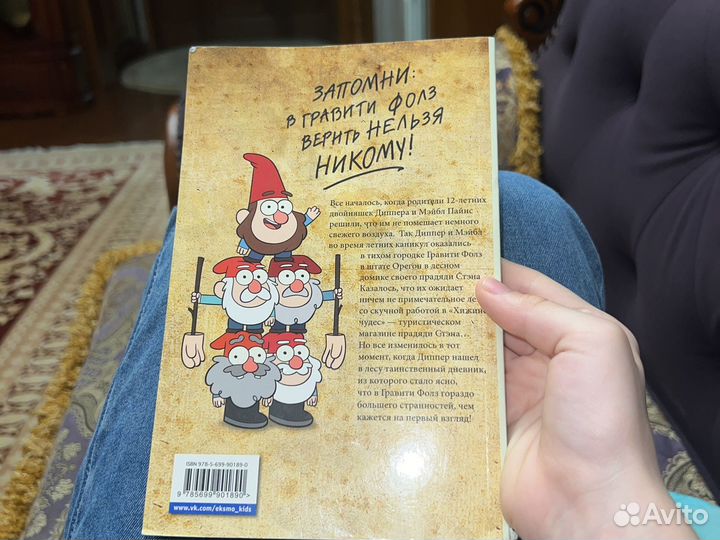 ЗАПОМНИ:
В ГРАВИТИ ФОЛЗ
ВЕРИТЬ НЕЛЬЗЯ
НИКОМУ!
Все началось, когда родители 12-летних
двойняшек Диппера и Мэйбл Пайнс
решили, что им не помешает немного
свежего воздуха. Так Диппер и Мэйбл
во время летних каникул оказались
в тихом городке Гравити Фолз
в штате Орегон в лесном
домике своего прадяди Стэна
Казалось, что их ожидает
ничем не примечательное ле
со скучной работой в «Хижине
чудес» — туристическом
магазине прадяди Стэна...
Но все изменилось в тот
момент, когда Диппер нашел
в лесу таинственный дневник,
из которого стало ясно,
что в Гравити Фолз гораздо
большего странностей, чем
кажется на первый взгляд!
ISBN 978-5-699-90189-0
9 785699 901890 >
www.vk.com/eksmo_kids
Avito